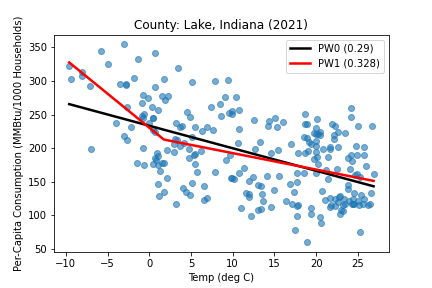 County: Lake, Indiana (2021)
Per-Capita Consumption (MMBtu/1000 Households)
350
300
250
200
150
100
50
PW0 (0.29)
PW1 (0.328)
−10 −5 0 5 10 15 20 25
Temp (deg C)